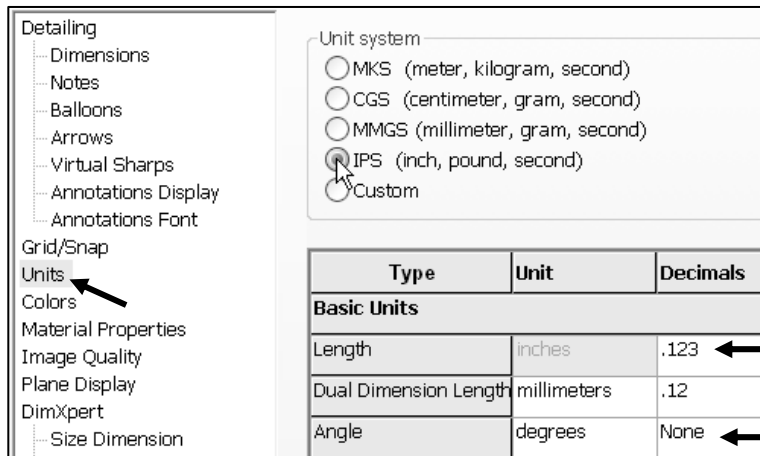 Detailing
Dimensions
Notes
Balloons
Arrows
Virtual Sharps
Annotations Display
Annotations Font
Grid/Snap
Units
Colors
Material Properties
Image Quality
Plane Display
DimXpert
Size Dimension
Unit system
MKS (meter, kilogram, second)
CGS (centimeter, gram, second)
MMGS (millimeter, gram, second)
IPS (inch, pound, second)
Custom
Type Unit Decimals
Basic Units
Length inches .123
Dual Dimension Length millimeters .12
Angle degrees None